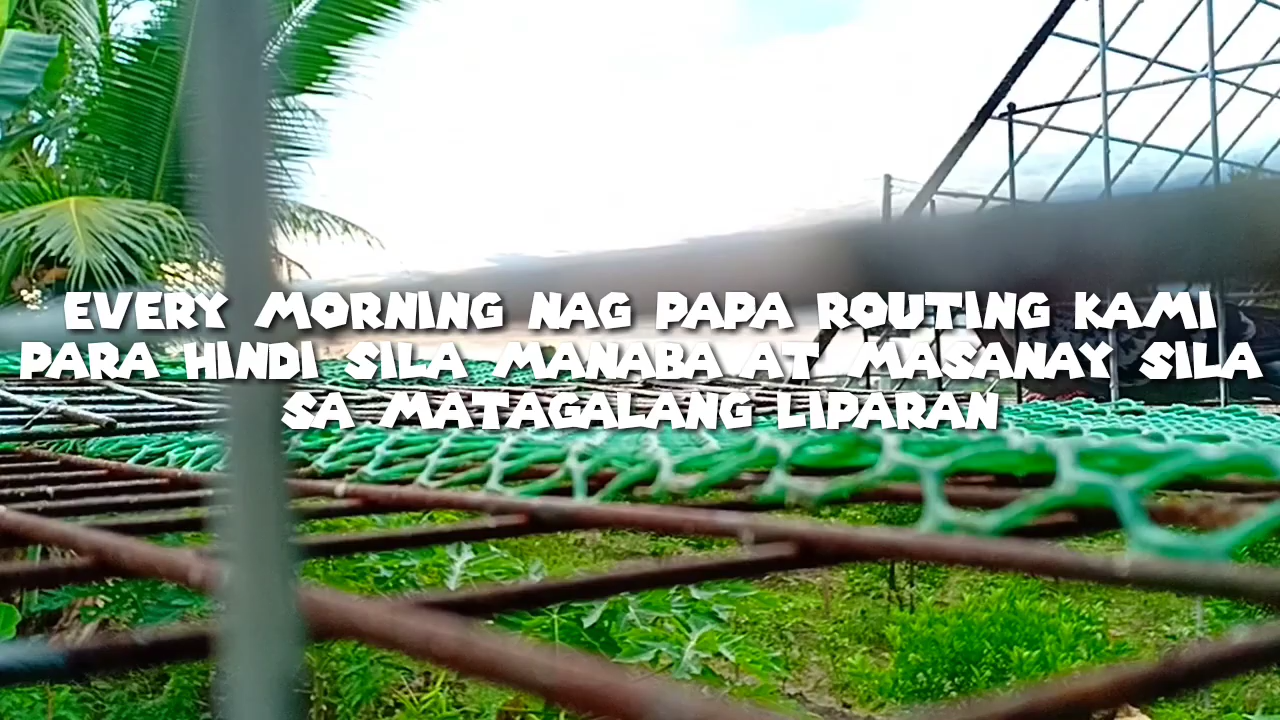 EVERY MORNING NAG PAPA ROUTING KAMI
PARA HINDI SILA MANABA AT MASANAY SILA
SA MATAGALANG LIPARAN